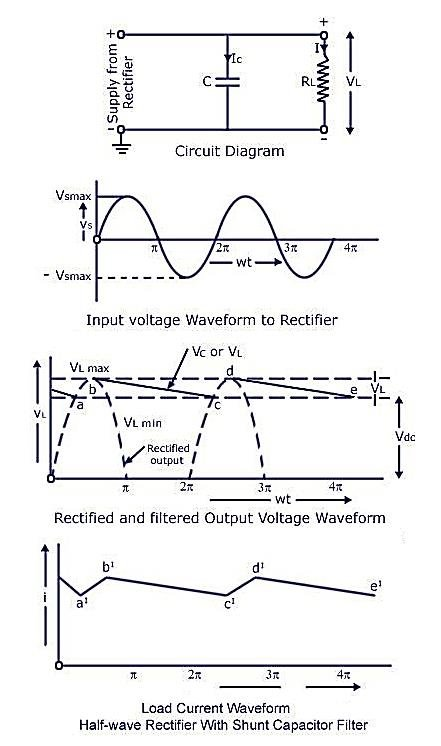 +
+
Supply from
Rectifier
Ic
I
C
RL
VL
-
-
Circuit Diagram
Vsmax
Vs
π
2π
3π
4π
wt
- Vsmax
Input voltage Waveform to Rectifier
Vc or VL
VL max
d
b
e
VL
a
c
VL
VL min
Vdc
Rectified
output
π
2π
3π
4π
wt
Rectified and filtered Output Voltage Waveform
b¹
d¹
i
a¹
c¹
e¹
π
2π
3π
4π
Load Current Waveform
Half-wave Rectifier With Shunt Capacitor Filter